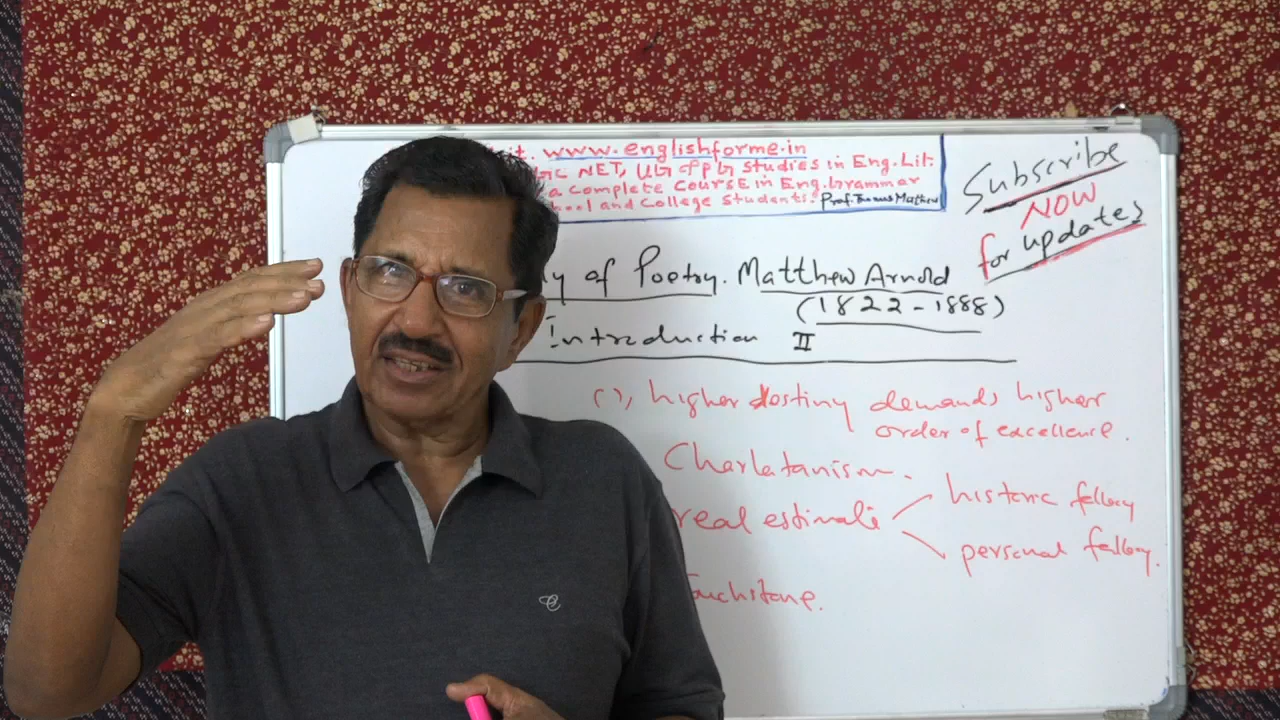 www.englishforme.in
NET, UG & PG studies in Eng.Lit.
a Complete Course in Eng.Grammar
and College Students. Prof. Mathew
Subscribe
NOW
for updates
of Poetry. Matthew Arnold
(1822-1888)
Introduction II
(1), higher destiny demands higher
order of excellence.
Charlatanism.
real estimate
historic fallacy
personal fallacy.
Touchstone.